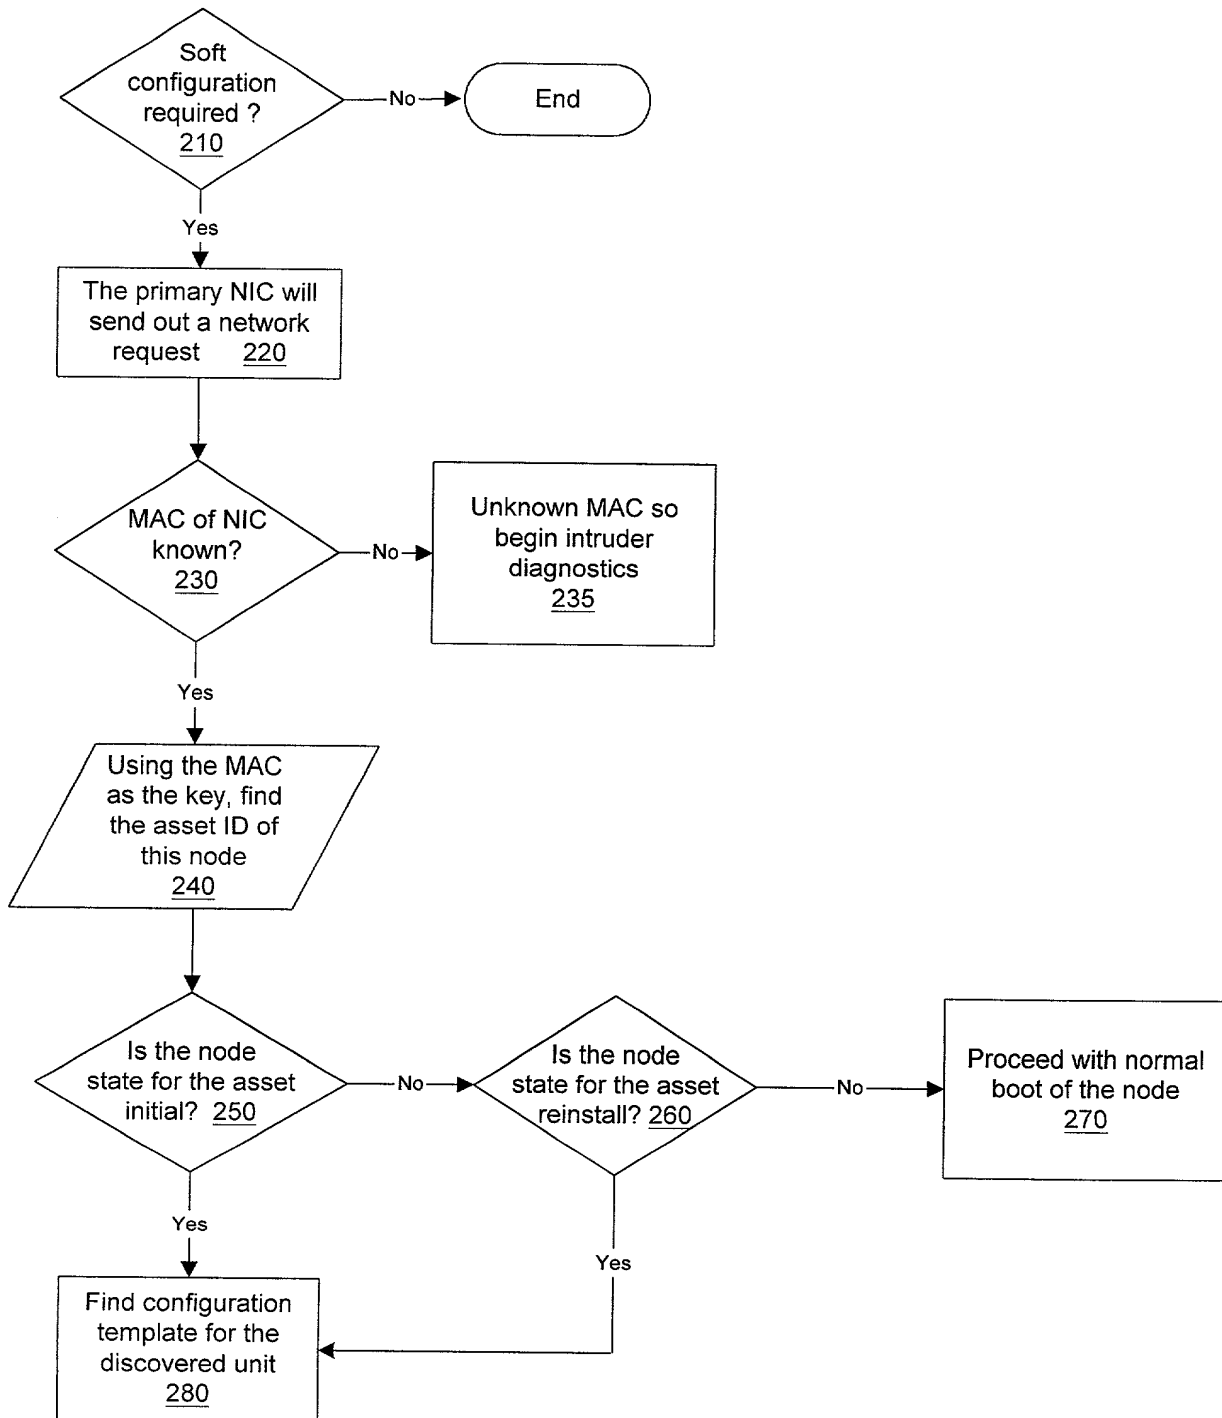 Soft
configuration
required ?
210
No
End
Yes
The primary NIC will
send out a network
request 220
MAC of NIC
known?
230
No
Unknown MAC so
begin intruder
diagnostics
235
Yes
Using the MAC
as the key, find
the asset ID of
this node
240
Is the node
state for the asset
initial? 250
No
Is the node
state for the asset
reinstall? 260
No
Proceed with normal
boot of the node
270
Yes
Yes
Find configuration
template for the
discovered unit
280